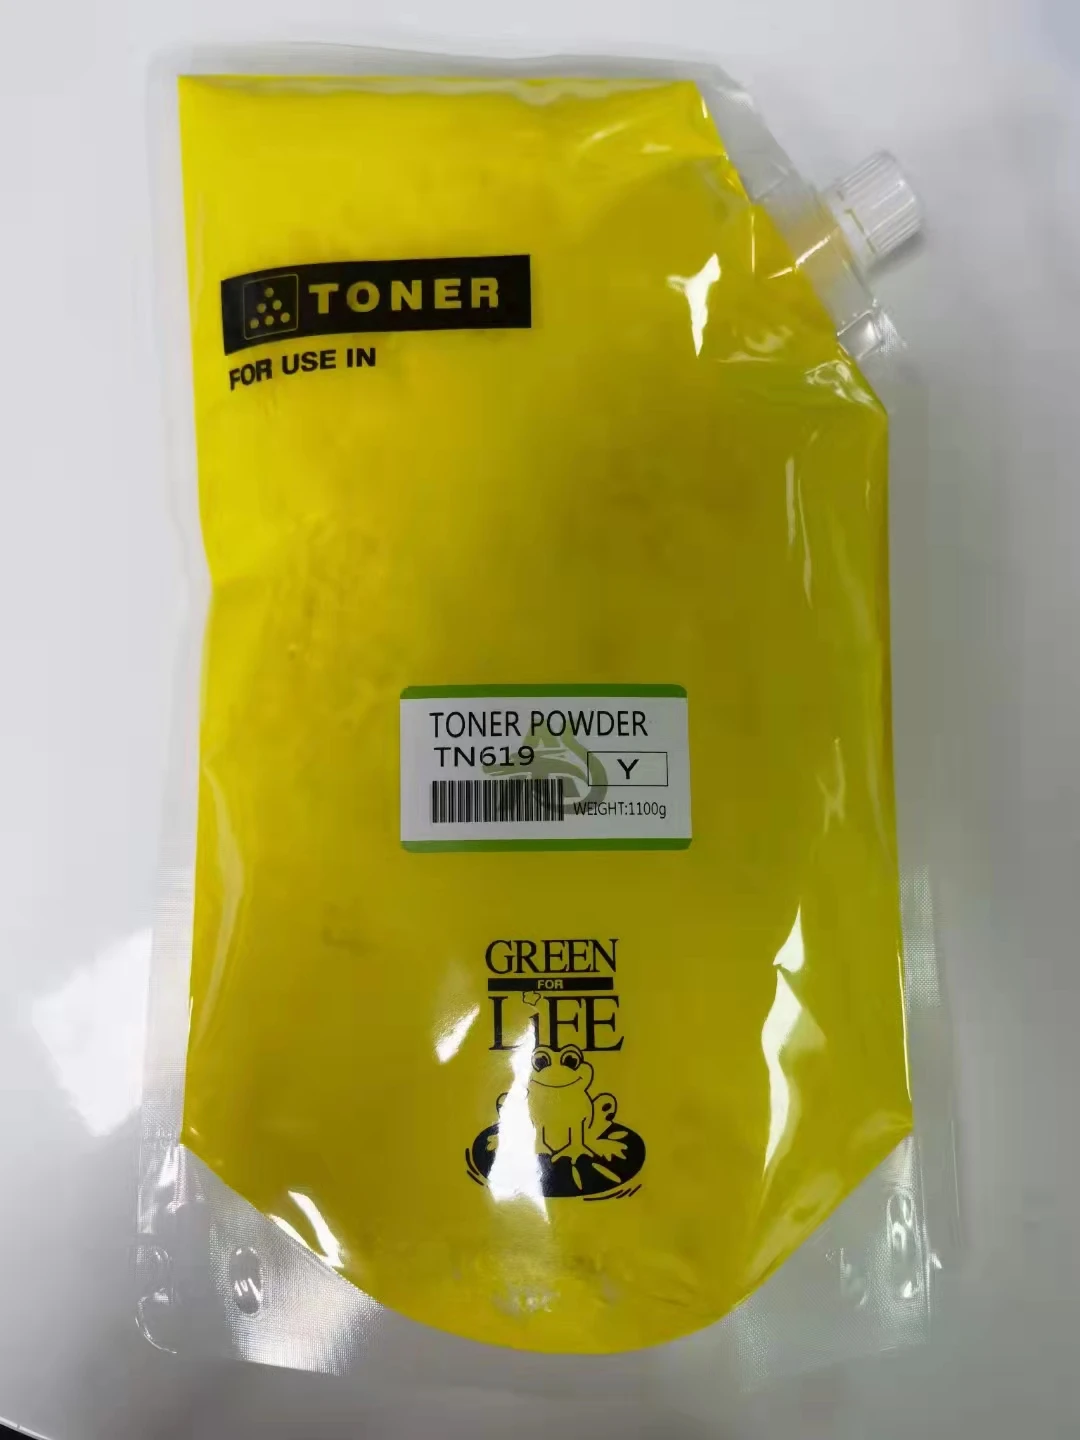 TONER
FOR USE IN
TONER POWDER
TN619
Y
WEIGHT:1100g
GREEN
FOR
LiFE